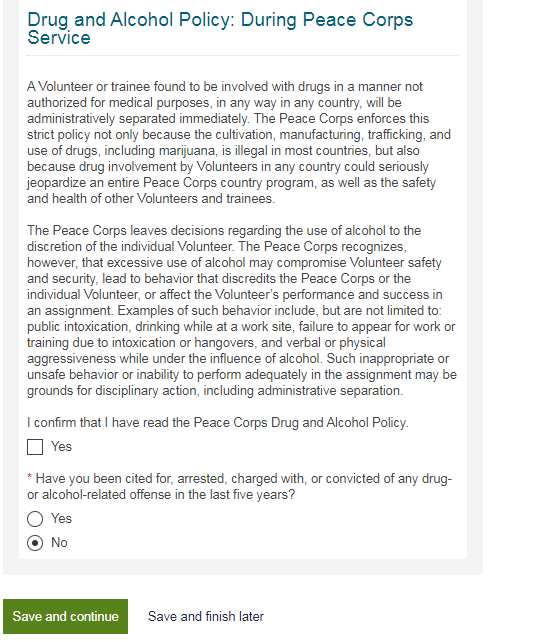 Drug and Alcohol Policy: During Peace Corps
Service
A Volunteer or trainee found to be involved with drugs in a manner not
authorized for medical purposes, in any way in any country, will be
administratively separated immediately. The Peace Corps enforces this
strict policy not only because the cultivation, manufacturing, trafficking, and
use of drugs, including marijuana, is illegal in most countries, but also
because drug involvement by Volunteers in any country could seriously
jeopardize an entire Peace Corps country program, as well as the safety
and health of other Volunteers and trainees.
The Peace Corps leaves decisions regarding the use of alcohol to the
discretion of the individual Volunteer. The Peace Corps recognizes,
however, that excessive use of alcohol may compromise Volunteer safety
and security, lead to behavior that discredits the Peace Corps or the
individual Volunteer, or affect the Volunteer's performance and success in
an assignment. Examples of such behavior include, but are not limited to:
public intoxication, drinking while at a work site, failure to appear for work or
training due to intoxication or hangovers, and verbal or physical
aggressiveness while under the influence of alcohol. Such inappropriate or
unsafe behavior or inability to perform adequately in the assignment may be
grounds for disciplinary action, including administrative separation.
I confirm that I have read the Peace Corps Drug and Alcohol Policy.
Yes
* Have you been cited for, arrested, charged with, or convicted of any drug-
or alcohol-related offense in the last five years?
Yes
No
Save and continue Save and finish later